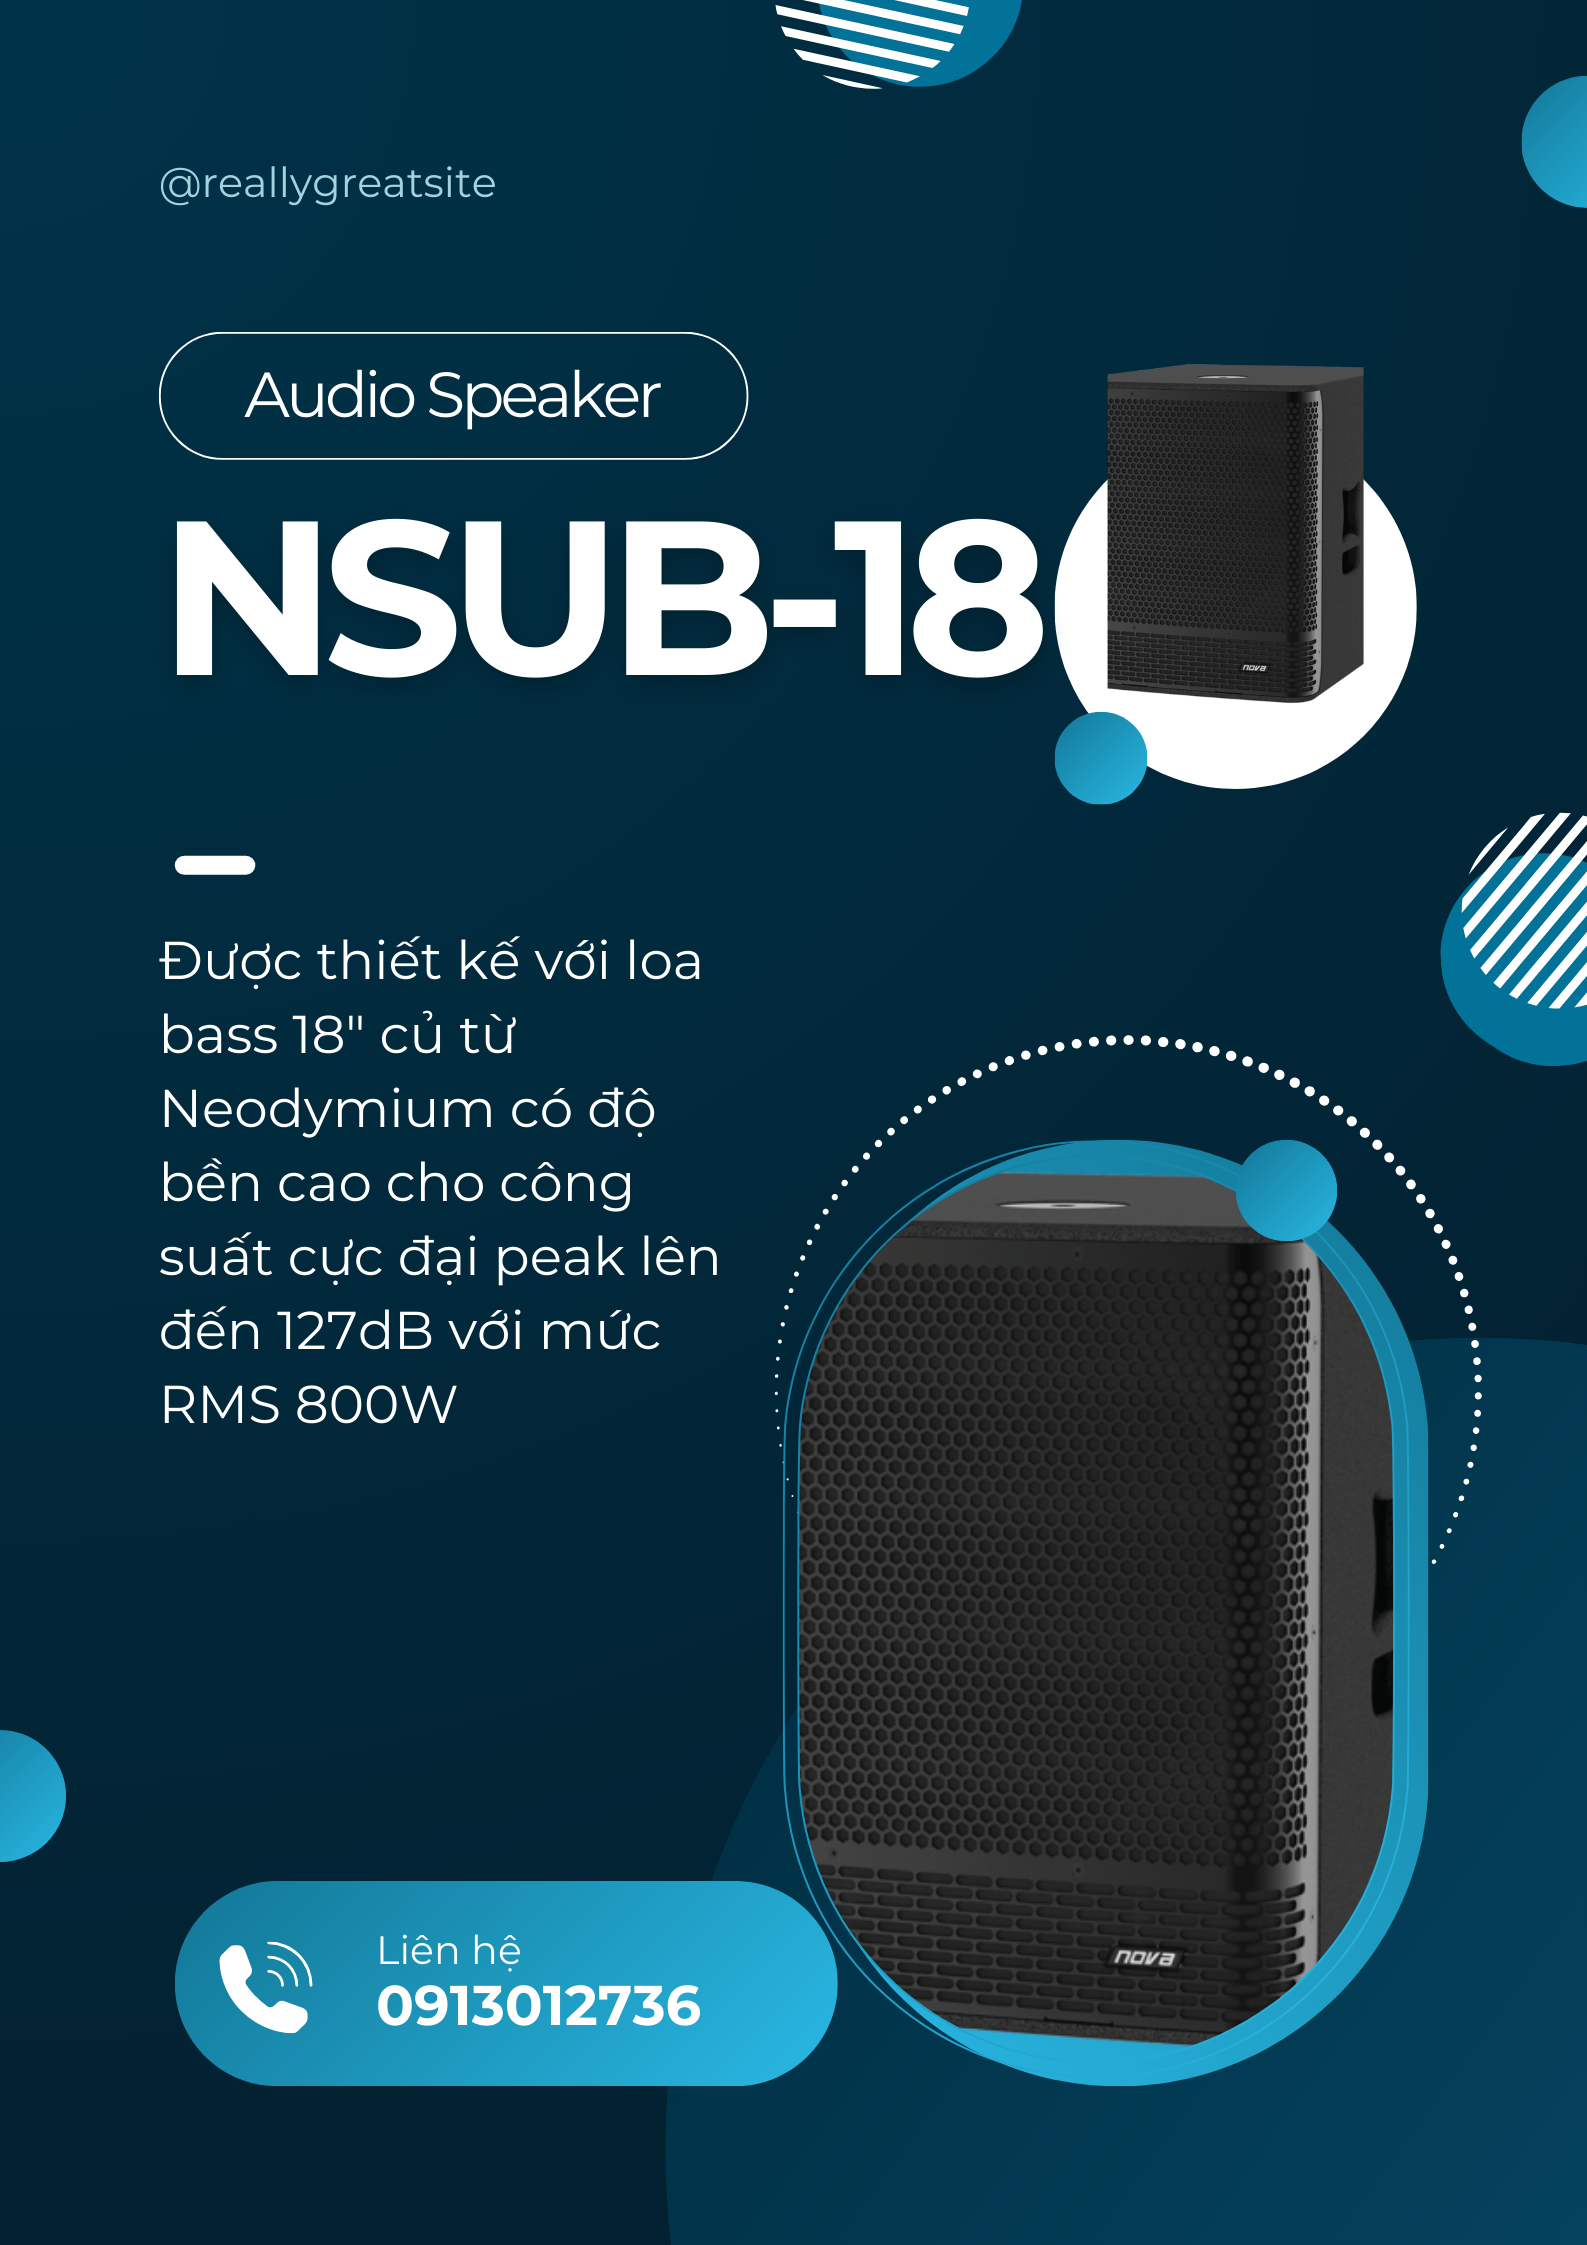 @reallygreatsite
Audio Speaker
NSUB-18
nova
Được thiết kế với loa
bass 18" củ từ
Neodymium có độ
bền cao cho công
suất cực đại peak lên
đến 127dB với mức
RMS 800W
nova
Liên hệ
0913012736